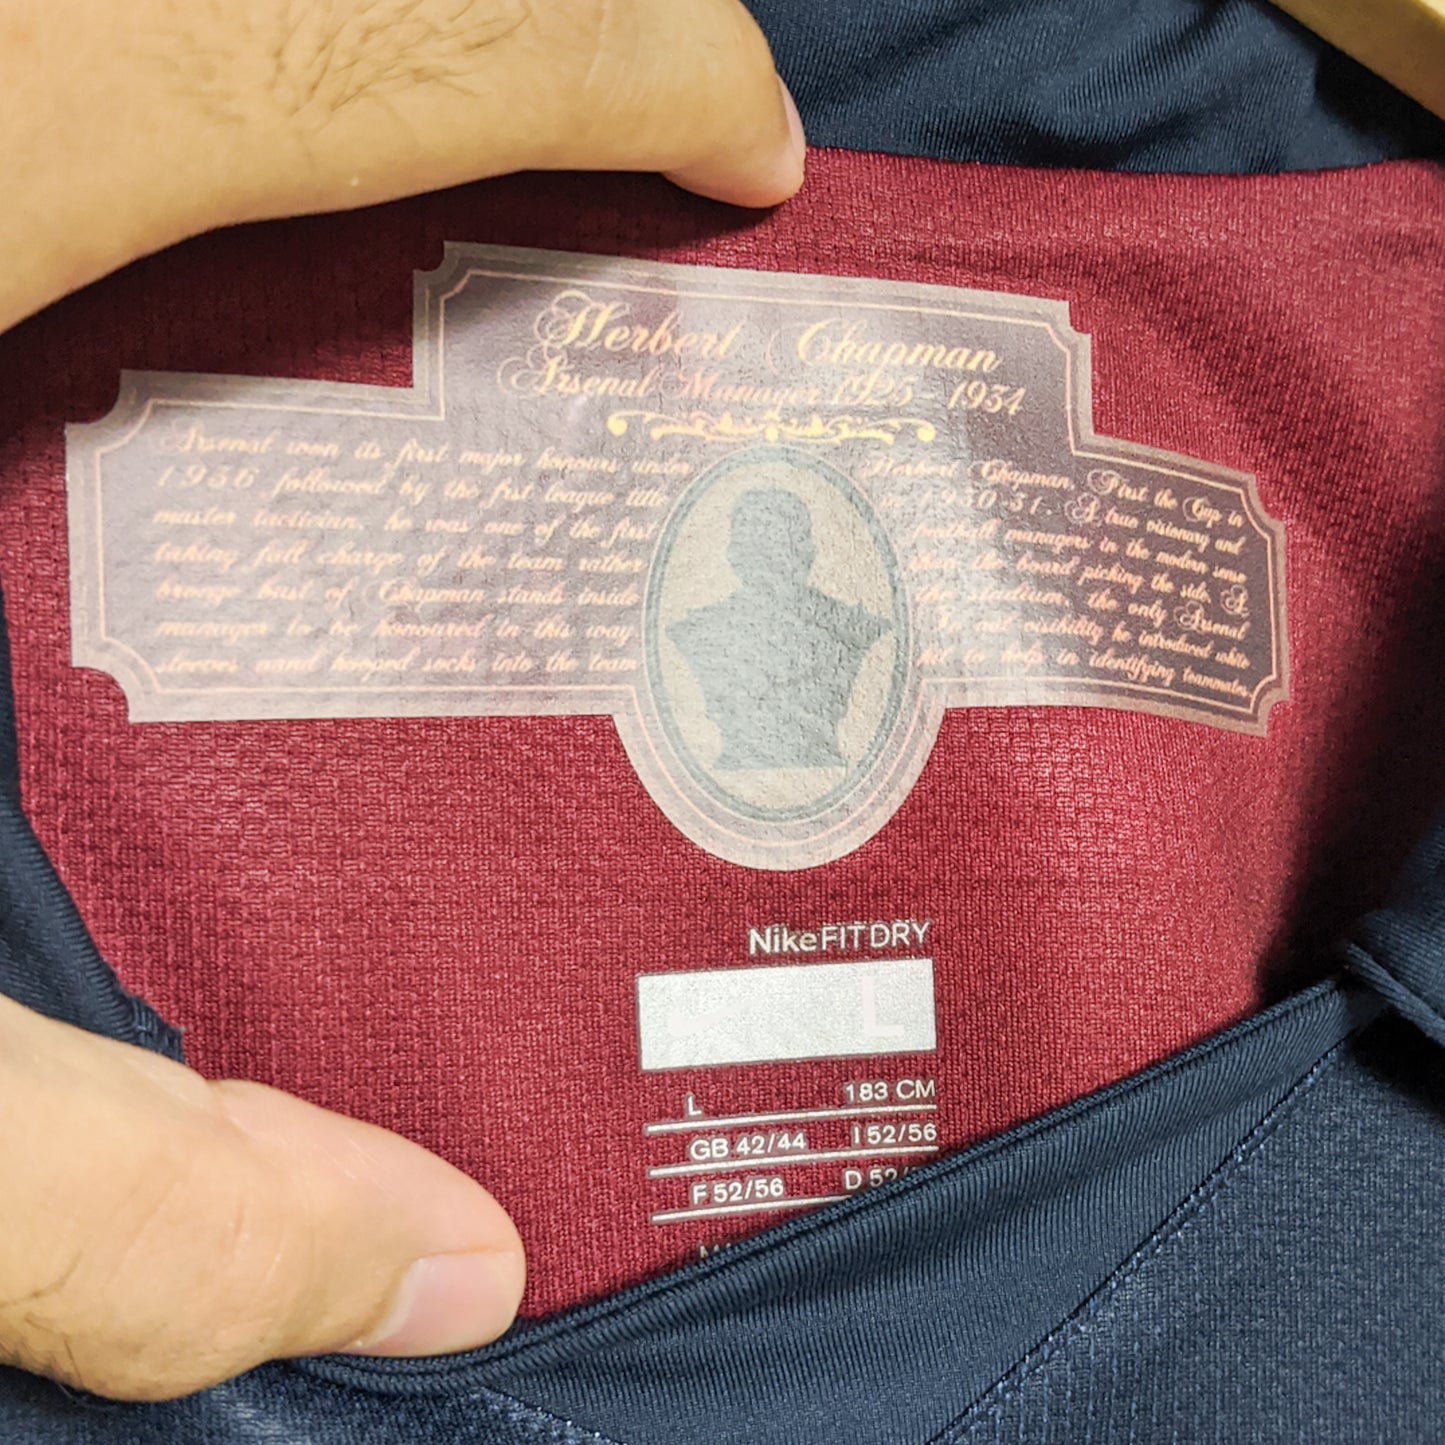 Herbert Chapman
Arsenal Manager 1925 - 1934
Arsenal soon its first major honours under Herbert Chapman. First the Cup in
1936 followed by the frst league title in 1930-31. A true visionary and
master tactician, he was one of the first football managers in the modern sense
taking full charge of the team rather than the board picking the side. A
bronze bust of Chapman stands inside the stadium, the only Arsenal
manager to be honoured in this way. visibility he introduced white
sleeves and hooped socks into the team kit to help in identifying teammates.
NikeFITDRY
L
L 183 CM
GB 42/44 I 52/56
F 52/56 D 52/